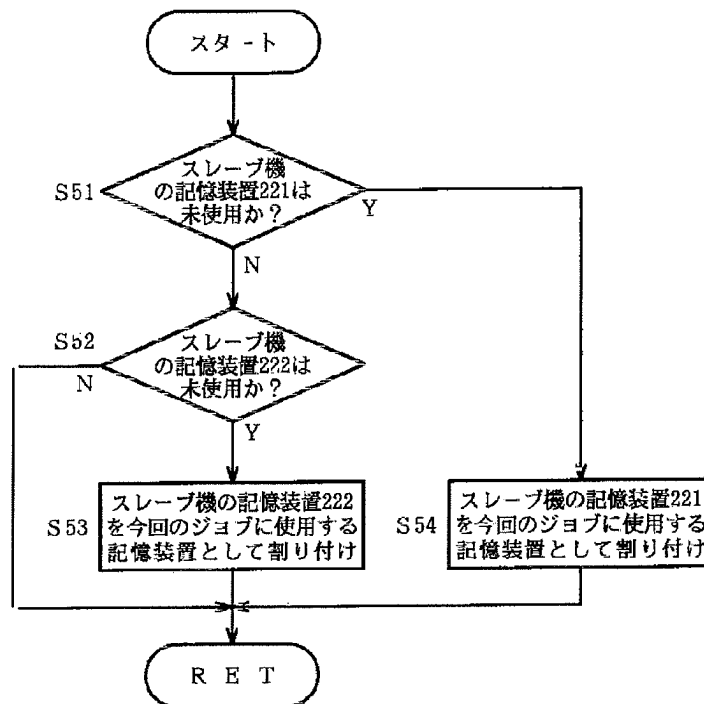 スタート
スレーブ機
の記憶装置221は
未使用か？
S51
Y
N
S52
スレーブ機
の記憶装置222は
未使用か？
N
Y
スレーブ機の記憶装置222
を今回のジョブに使用する
記憶装置として割り付け
S53
スレーブ機の記憶装置221
を今回のジョブに使用する
記憶装置として割り付け
S54
RET